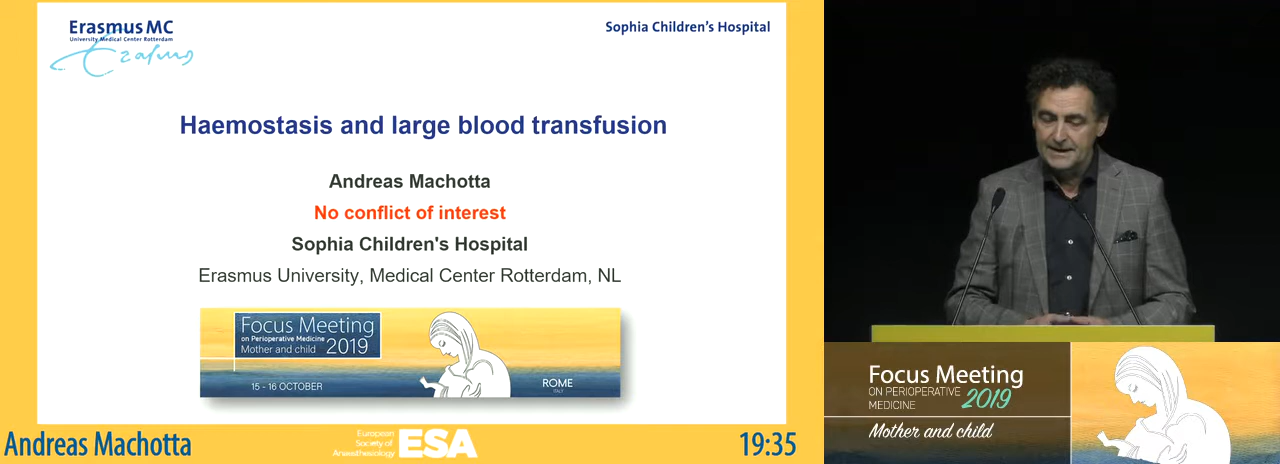 Erasmus MC
University Medical Center Rotterdam
Erasmus
Sophia Children's Hospital
Haemostasis and large blood transfusion
Andreas Machotta
No conflict of interest
Sophia Children's Hospital
Erasmus University, Medical Center Rotterdam, NL
Focus Meeting
on Perioperative Medicine
Mother and child 2019
15 - 16 OCTOBER
ROME
ITALY
Andreas Machotta
European
Society of
Anaesthesiology
ESA
19:35
Focus Meeting
ON PERIOPERATIVE
MEDICINE 2019
Mother and child